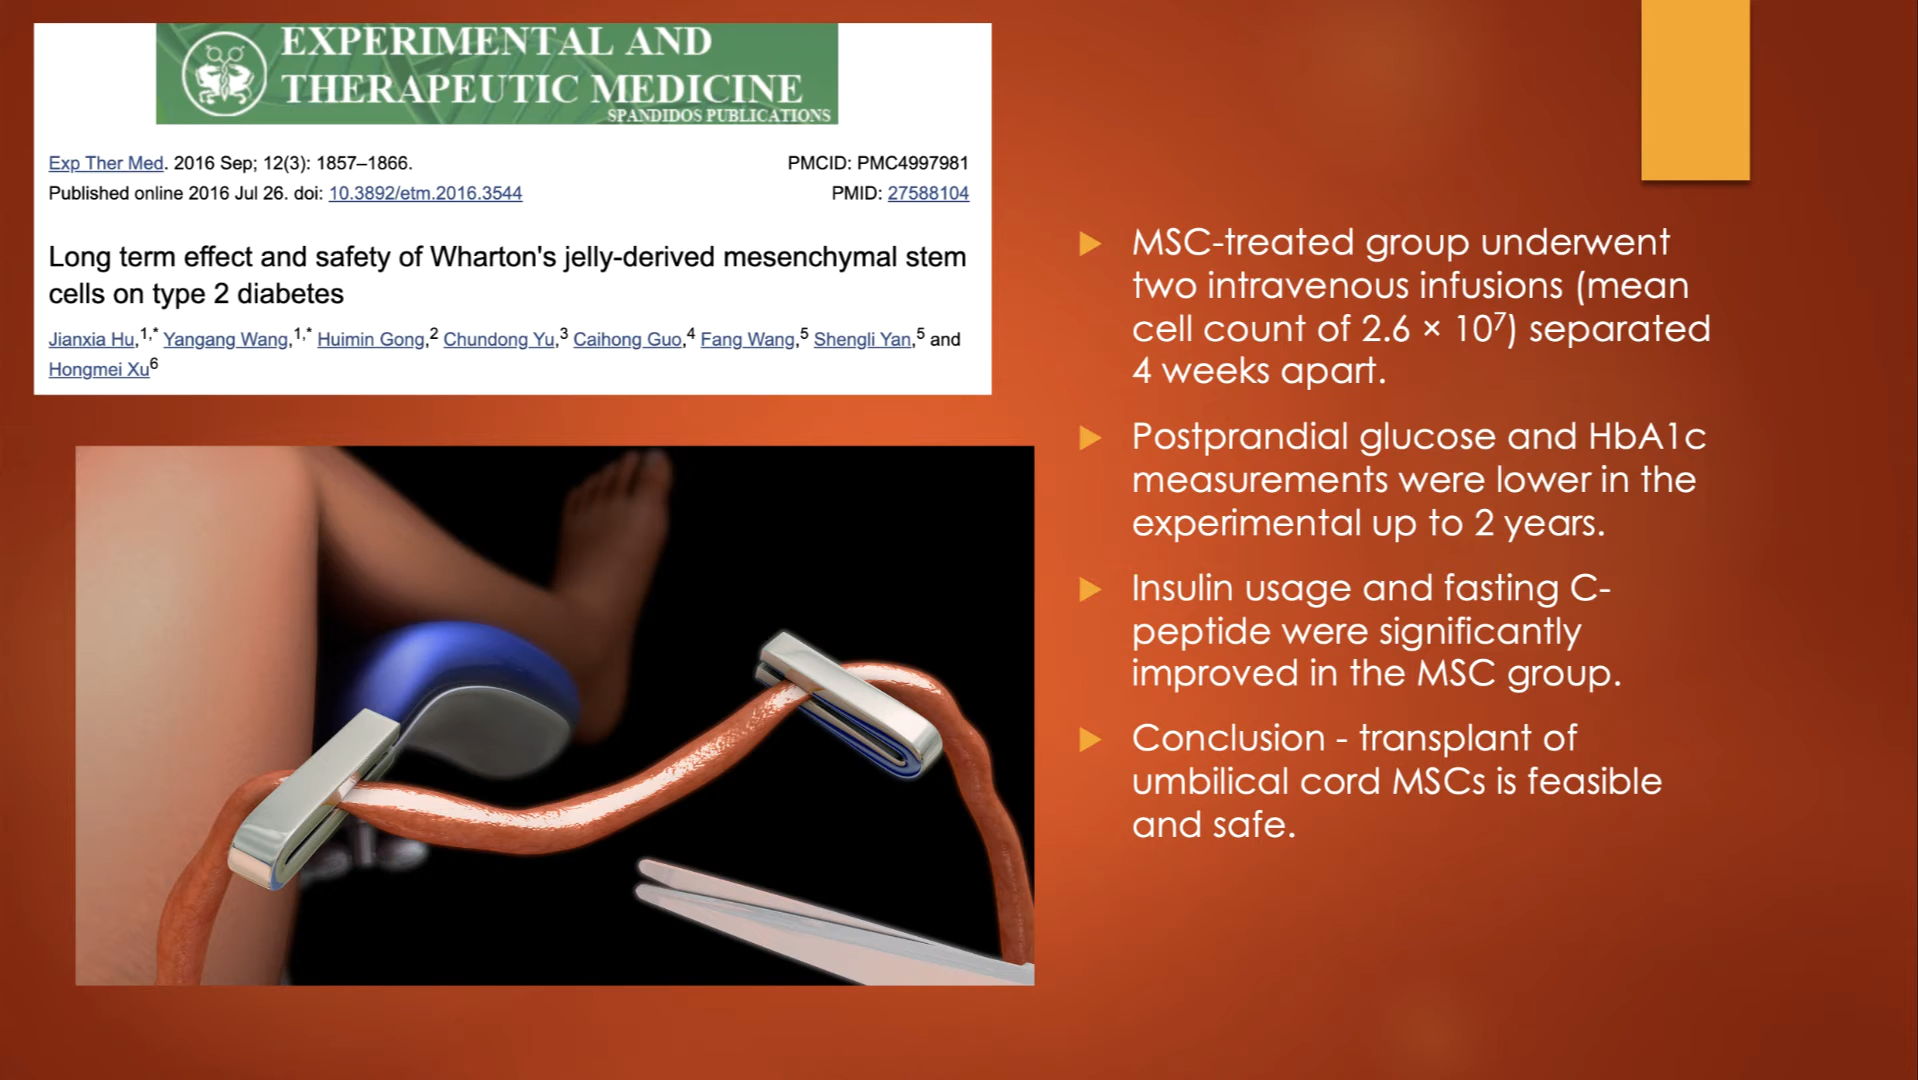 EXPERIMENTAL AND
THERAPEUTIC MEDICINE
SPANDIDOS PUBLICATIONS
Exp Ther Med. 2016 Sep; 12(3): 1857–1866.
PMCID: PMC4997981
Published online 2016 Jul 26. doi: 10.3892/etm.2016.3544
PMID: 27588104
Long term effect and safety of Wharton's jelly-derived mesenchymal stem
cells on type 2 diabetes
Jianxia Hu,1,* Yangang Wang,1,* Huimin Gong,2 Chundong Yu,3 Caihong Guo,4 Fang Wang,5 Shengli Yan,5 and
Hongmei Xu6
MSC-treated group underwent
two intravenous infusions (mean
cell count of 2.6 × 10⁷) separated
4 weeks apart.
Postprandial glucose and HbA1c
measurements were lower in the
experimental up to 2 years.
Insulin usage and fasting C-
peptide were significantly
improved in the MSC group.
Conclusion - transplant of
umbilical cord MSCs is feasible
and safe.